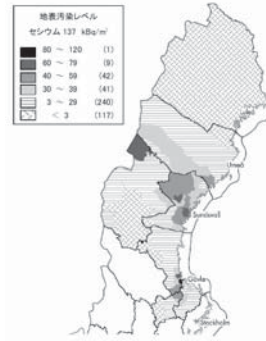 地表汚染レベル
セシウム 137 kBq/㎡
80 ～ 120 (1)
60 ～ 79 (9)
40 ～ 59 (42)
30 ～ 39 (41)
3 ～ 29 (240)
< 3 (117)
Umeå
Sundsvall
Gävle
Stockholm